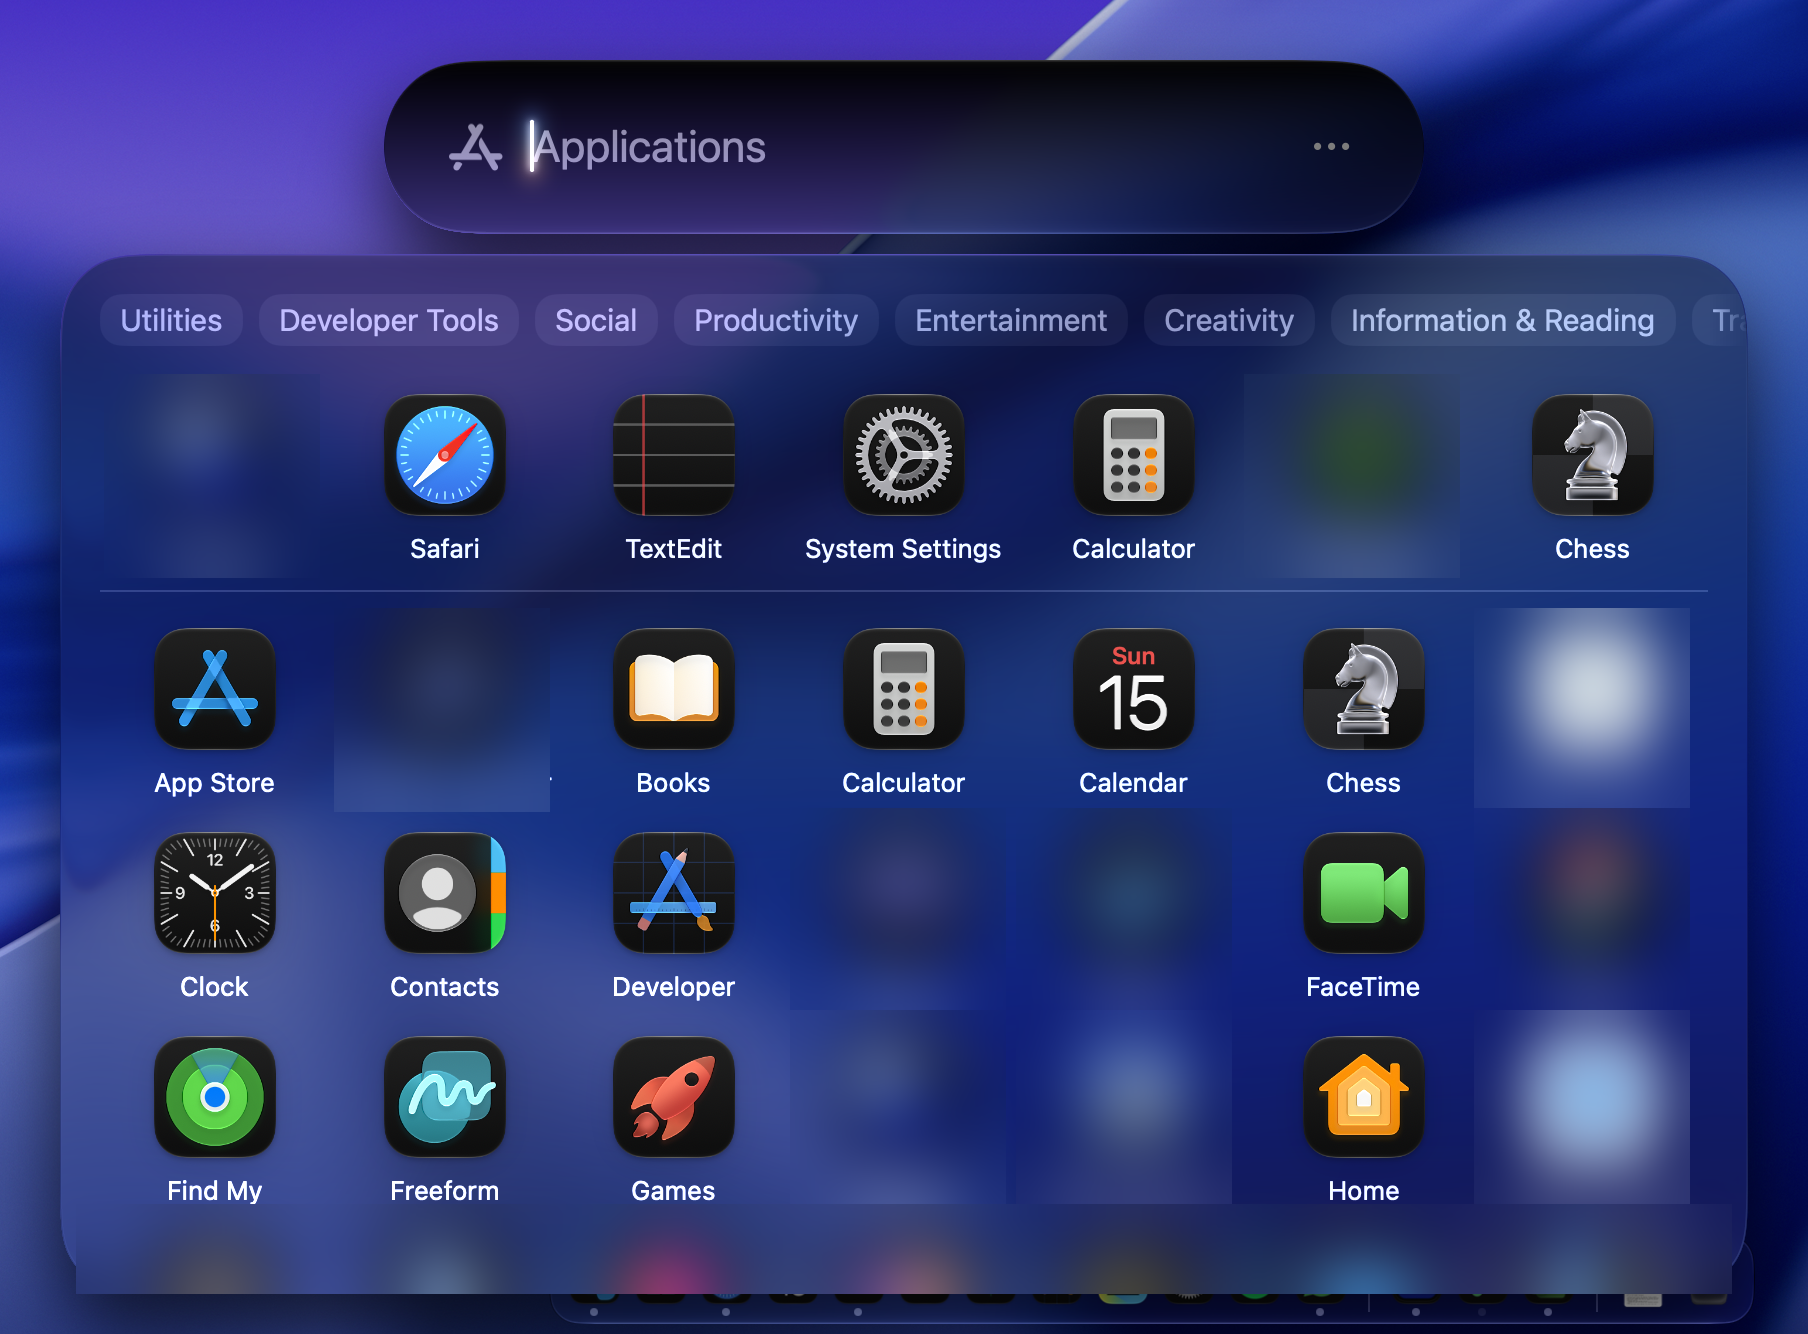 Applications
Utilities Developer Tools Social Productivity Entertainment Creativity Information & Reading
Safari TextEdit System Settings Calculator Chess
Sun
15
App Store Books Calculator Calendar Chess
12
9 3
6
Clock Contacts Developer FaceTime
Find My Freeform Games Home